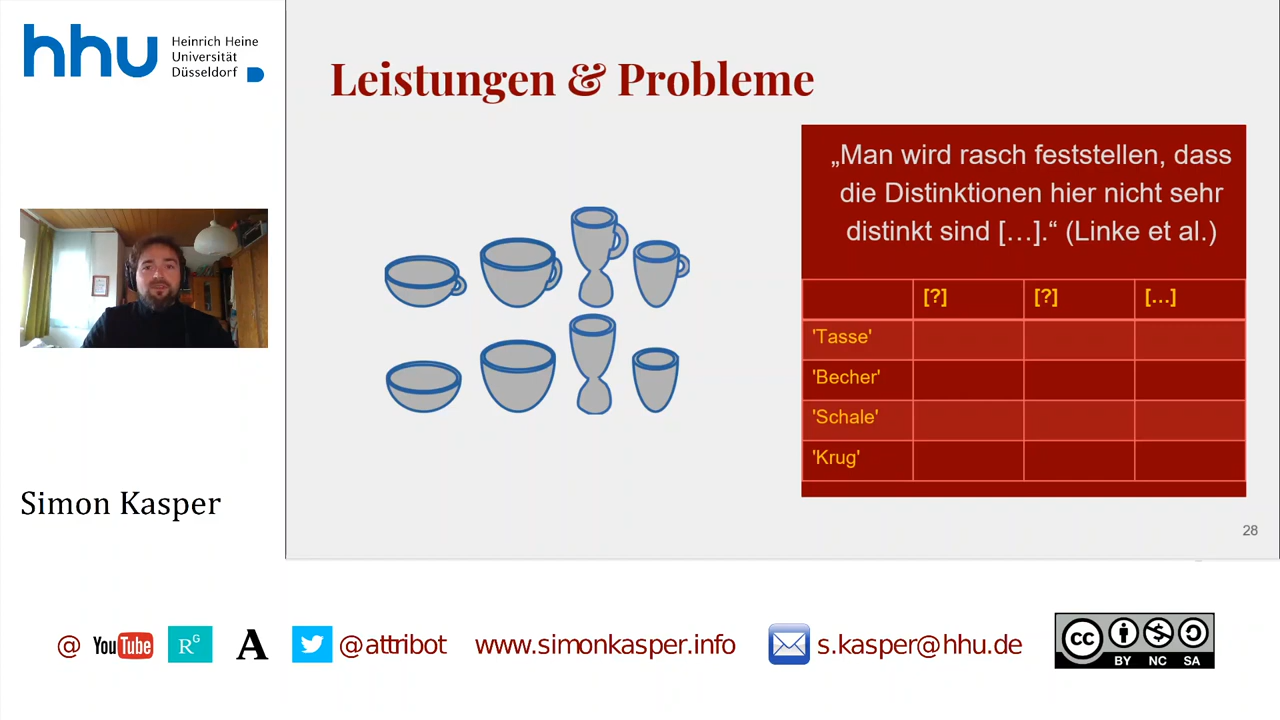 hhu
Heinrich Heine
Universität
Düsseldorf
Leistungen & Probleme
„Man wird rasch feststellen, dass
die Distinktionen hier nicht sehr
distinkt sind […].“ (Linke et al.)
[?] [?] […]
'Tasse'
'Becher'
'Schale'
'Krug'
Simon Kasper
28
@ YouTube RG A @attribot www.simonkasper.info s.kasper@hhu.de
cc BY NC SA